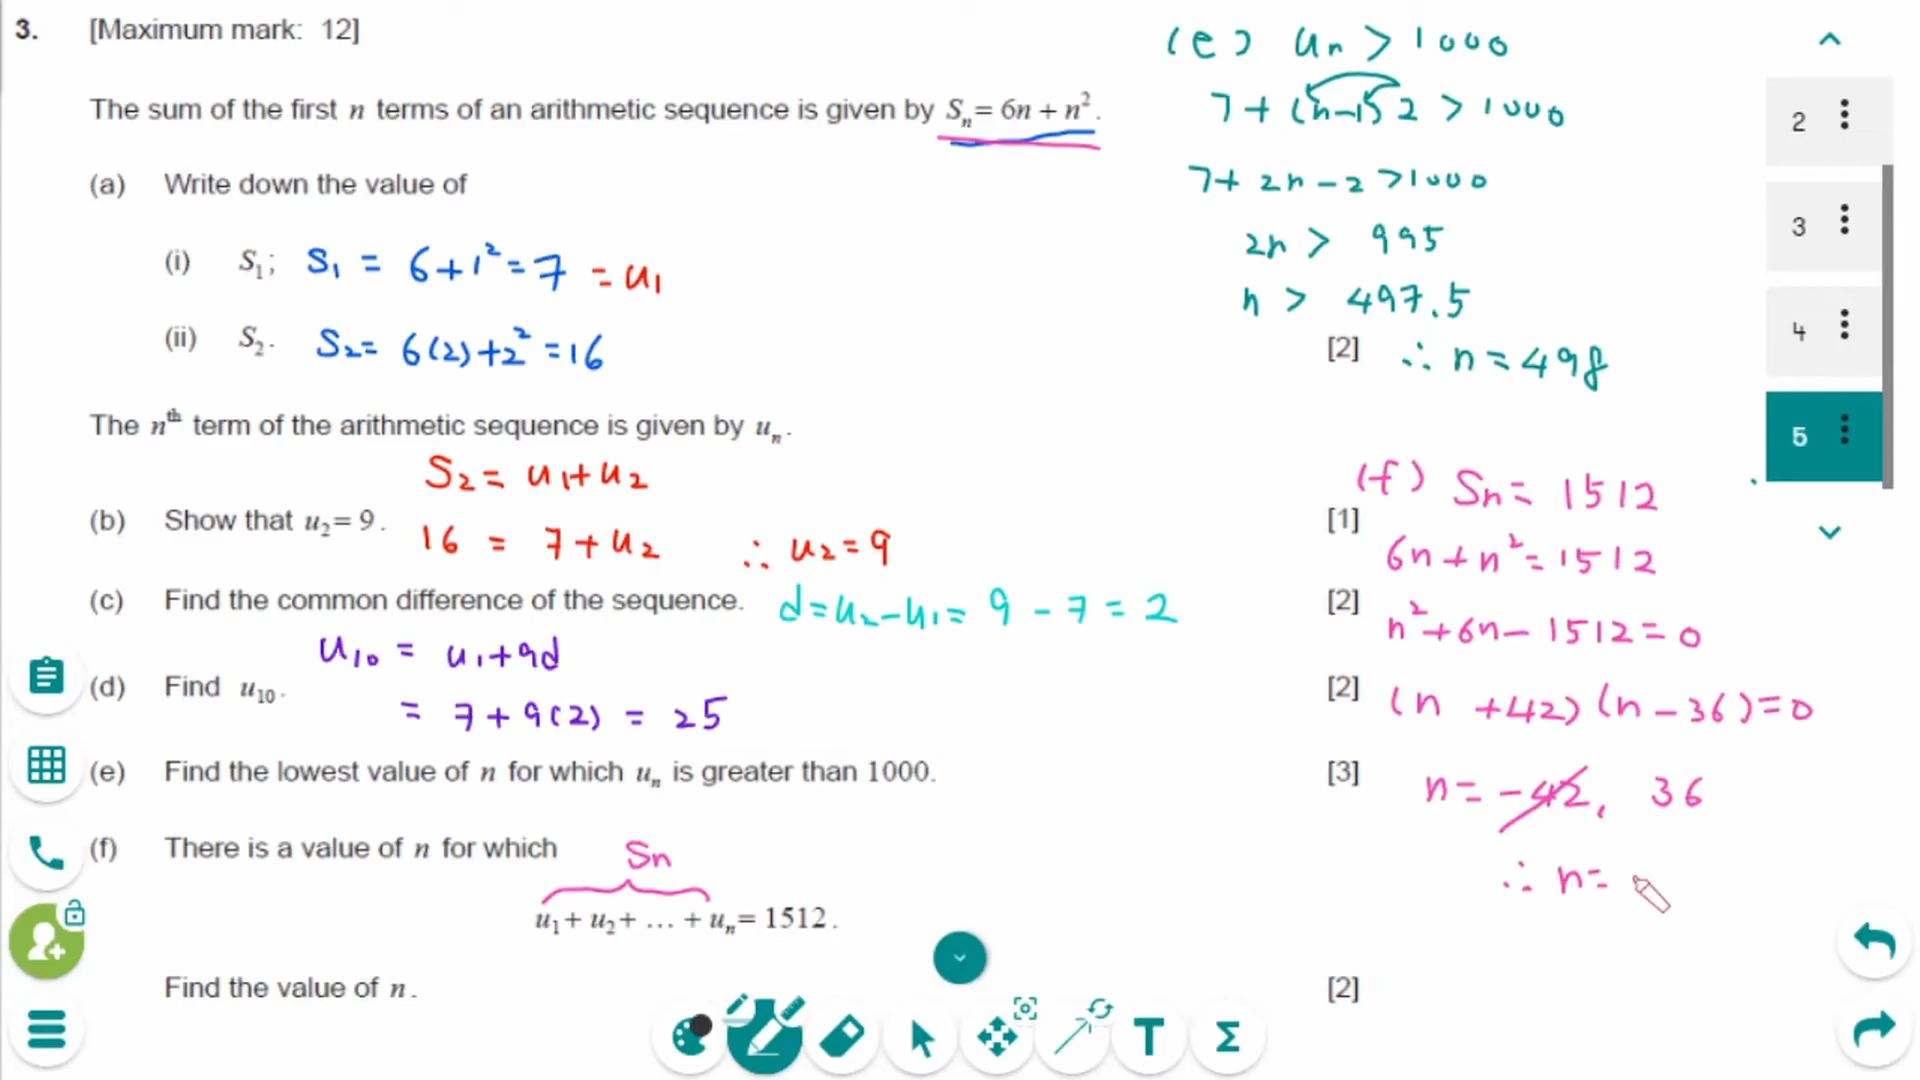 3. [Maximum mark: 12]
The sum of the first n terms of an arithmetic sequence is given by Sₙ = 6n + n².
(a) Write down the value of
(i) S₁; S₁ = 6+1² = 7 = u₁
(ii) S₂. S₂ = 6(2)+2² = 16 [2]
The nᵗʰ term of the arithmetic sequence is given by uₙ.
S₂ = u₁+u₂
(b) Show that u₂ = 9. [1]
16 = 7+u₂ ∴ u₂ = 9
(c) Find the common difference of the sequence. d = u₂-u₁ = 9 - 7 = 2 [2]
u₁₀ = u₁+9d
(d) Find u₁₀. [2]
= 7+9(2) = 25
(e) Find the lowest value of n for which uₙ is greater than 1000. [3]
(f) There is a value of n for which
Sn
u₁ + u₂ + … + uₙ = 1512.
Find the value of n. [2]
(e) uₙ > 1000
7+(n-1)2 > 1000
7+2n-2 > 1000
2n > 995
n > 497.5
∴ n = 498
(f) Sn = 1512
6n+n² = 1512
n²+6n-1512 = 0
(n +42)(n-36) = 0
n = -42, 36
∴ n =
2
3
4
5
T
Σ